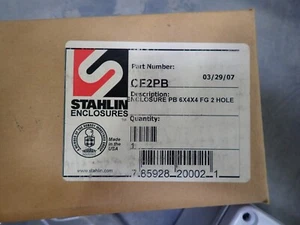 Part Number:
03/29/07
CF2PB
Description:
ENCLOSURE PB 6X4X4 FG 2 HOLE
STAHLIN
ENCLOSURES
Quantity:
Made
in the
USA
www.stahlin.com
7 85928 20002 1